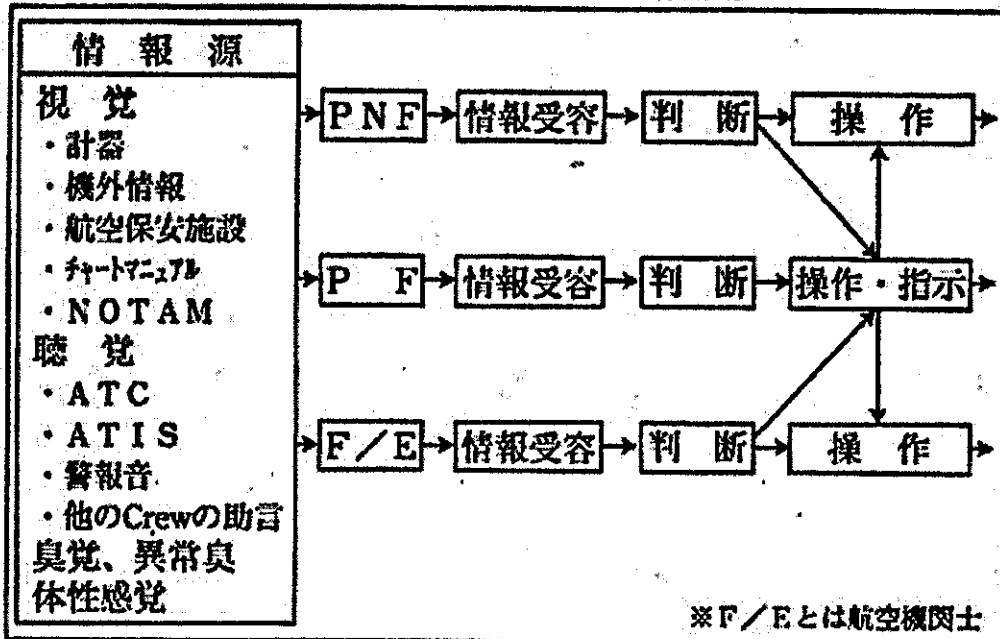 情報源
視覚
・計器
・機外情報
・航空保安施設
・チャートマニュアル
・NOTAM
聴覚
・ATC
・ATIS
・警報音
・他のCrewの助言
臭覚、異常臭
体性感覚
PNF 情報受容 判断 操作
PF 情報受容 判断 操作・指示
F/E 情報受容 判断 操作
※F/Eとは航空機関士